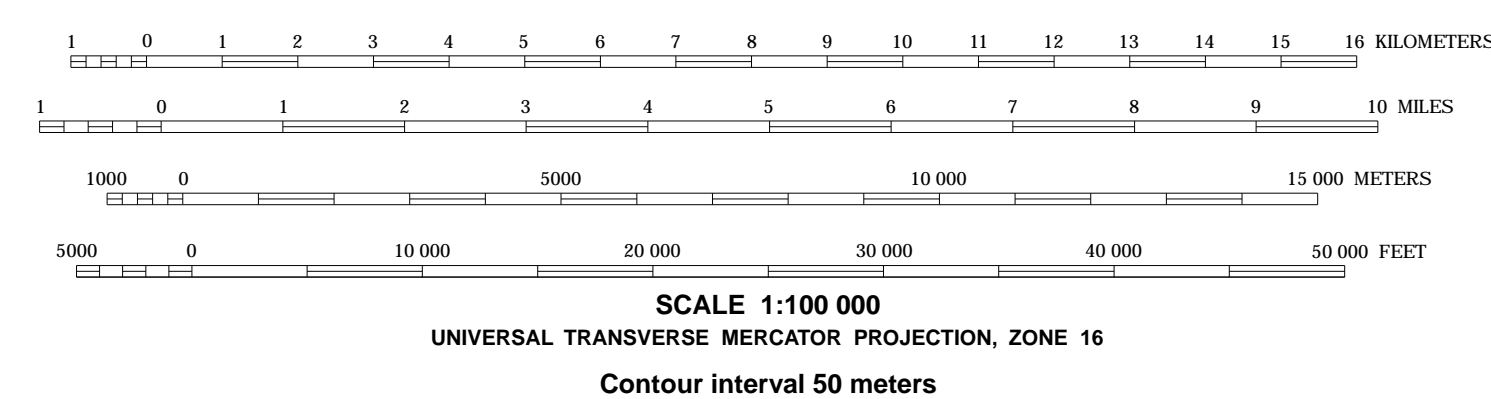 1 0 1 2 3 4 5 6 7 8 9 10 11 12 13 14 15 16 KILOMETERS
1 0 1 2 3 4 5 6 7 8 9 10 MILES
1000 0 5000 10 000 15 000 METERS
5000 0 10 000 20 000 30 000 40 000 50 000 FEET
SCALE 1:100 000
UNIVERSAL TRANSVERSE MERCATOR PROJECTION, ZONE 16
Contour interval 50 meters